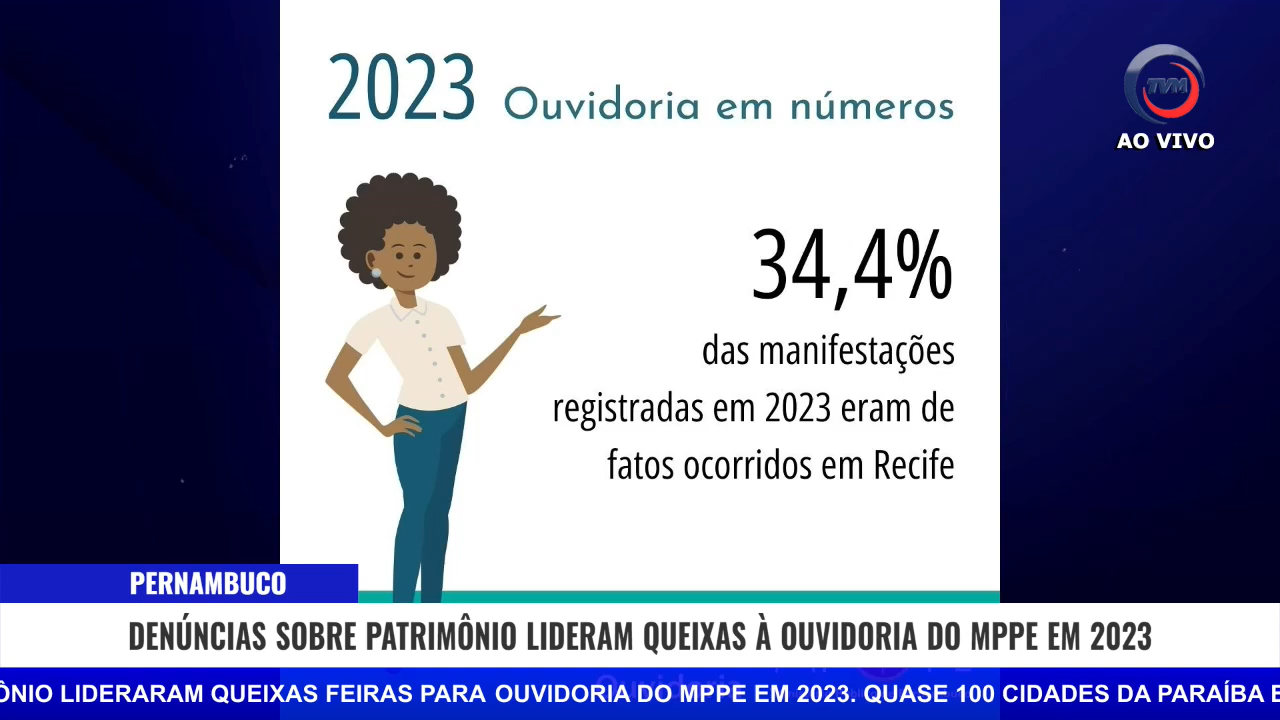 2023 Ouvidoria em números
TVM
AO VIVO
34,4%
das manifestações
registradas em 2023 eram de
fatos ocorridos em Recife
PERNAMBUCO
DENÚNCIAS SOBRE PATRIMÔNIO LIDERAM QUEIXAS À OUVIDORIA DO MPPE EM 2023
ÔNIO LIDERARAM QUEIXAS FEIRAS PARA OUVIDORIA DO MPPE EM 2023. QUASE 100 CIDADES DA PARAÍBA E